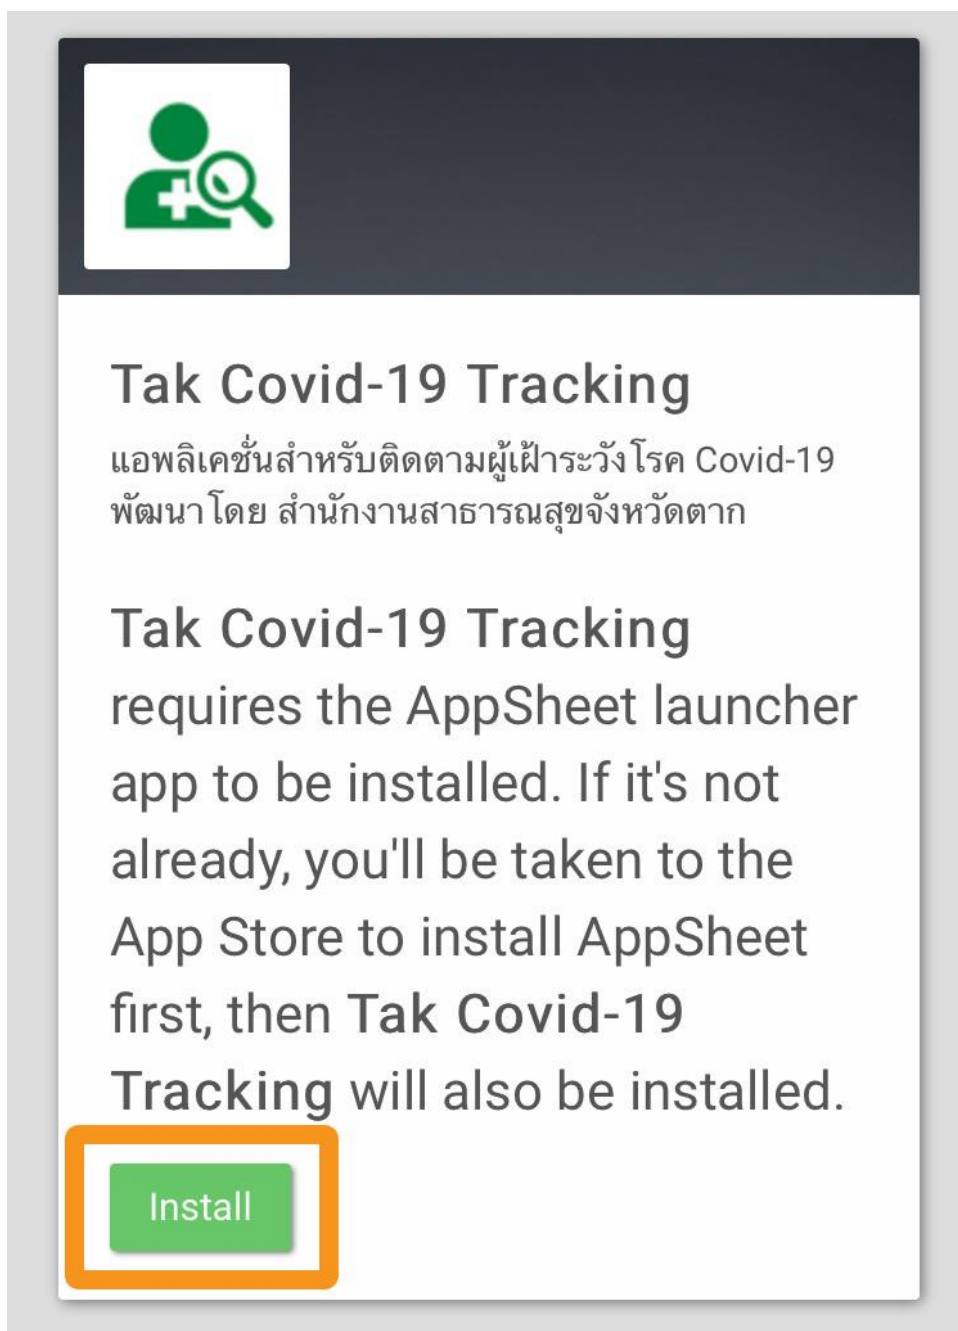 Tak Covid-19 Tracking
แอพลิเคชั่นสำหรับติดตามผู้เฝ้าระวังโรค Covid-19
พัฒนาโดย สำนักงานสาธารณสุขจังหวัดตาก
Tak Covid-19 Tracking
requires the AppSheet launcher
app to be installed. If it's not
already, you'll be taken to the
App Store to install AppSheet
first, then Tak Covid-19
Tracking will also be installed.
Install